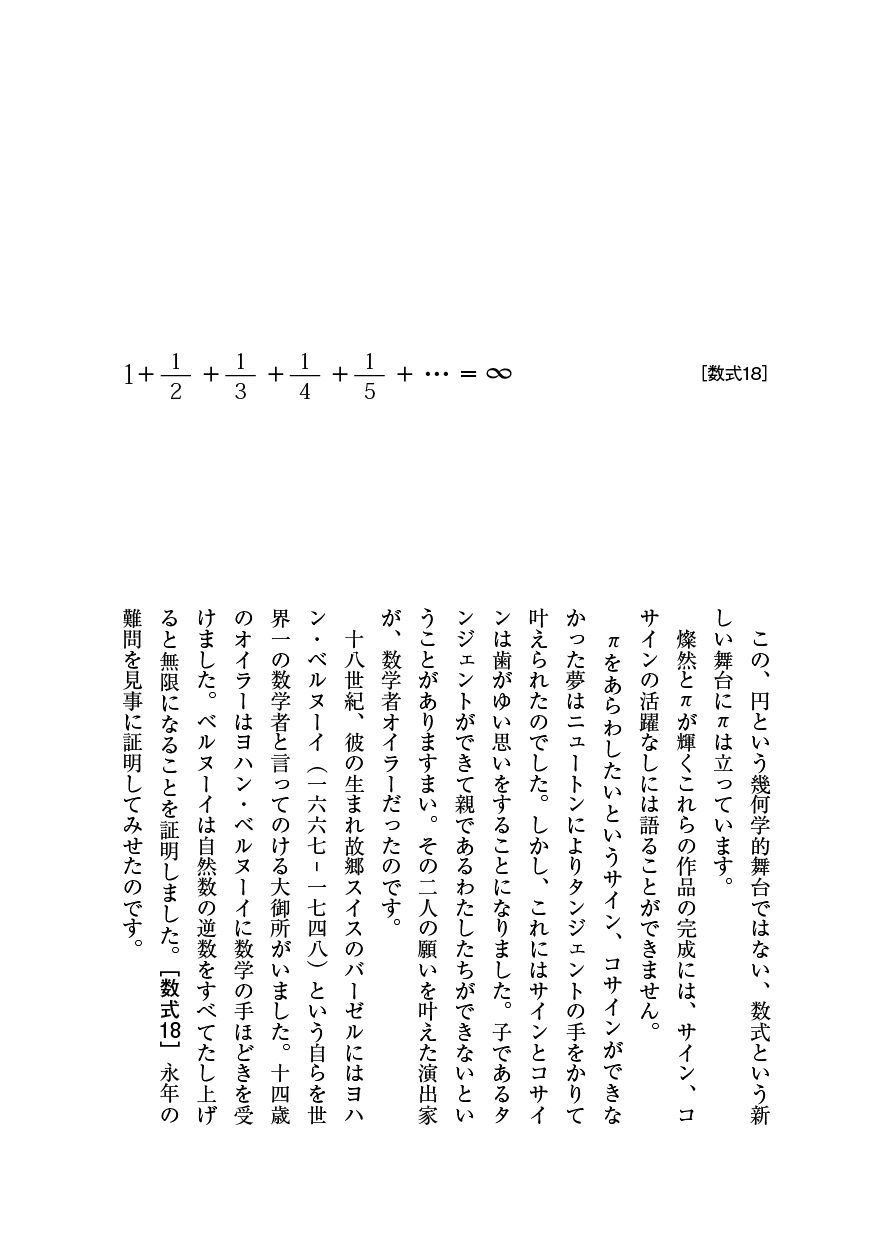 1+1/2+1/3+1/4+1/5+…=∞
［数式18］
この、円という幾何学的舞台ではない、数式という新
しい舞台にπは立っています。
燦然とπが輝くこれらの作品の完成には、サイン、コ
サインの活躍なしには語ることができません。
πをあらわしたいというサイン、コサインができな
かった夢はニュートンによりタンジェントの手をかりて
叶えられたのでした。しかし、これにはサインとコサイ
ンは歯がゆい思いをすることになりました。子であるタ
ンジェントができて親であるわたしたちができないとい
うことがありますまい。その二人の願いを叶えた演出家
が、数学者オイラーだったのです。
十八世紀、彼の生まれ故郷スイスのバーゼルにはヨハ
ン・ベルヌーイ（一六六七-一七四八）という自らを世
界一の数学者と言ってのける大御所がいました。十四歳
のオイラーはヨハン・ベルヌーイに数学の手ほどきを受
けました。ベルヌーイは自然数の逆数をすべてたし上げ
ると無限になることを証明しました。［数式18］永年の
難問を見事に証明してみせたのです。